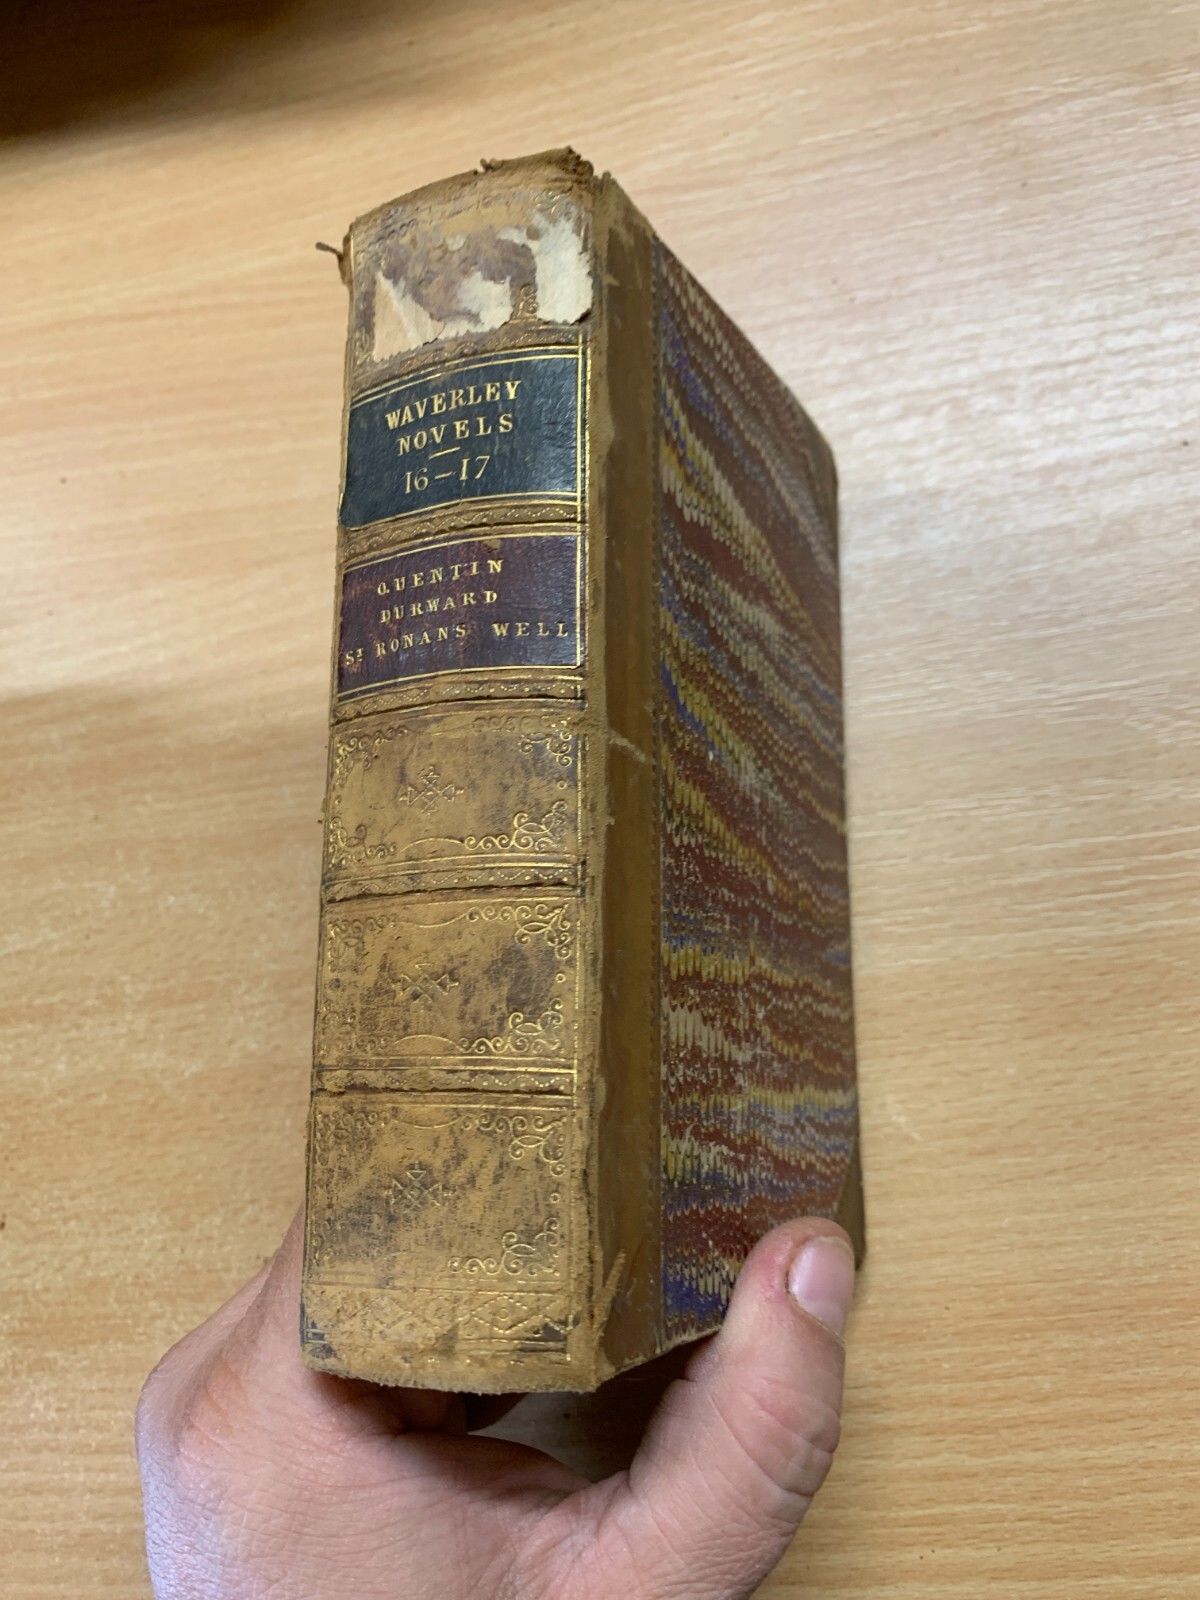 WAVERLEY
NOVELS
16-17
QUENTIN
DURWARD
St RONANS WELL